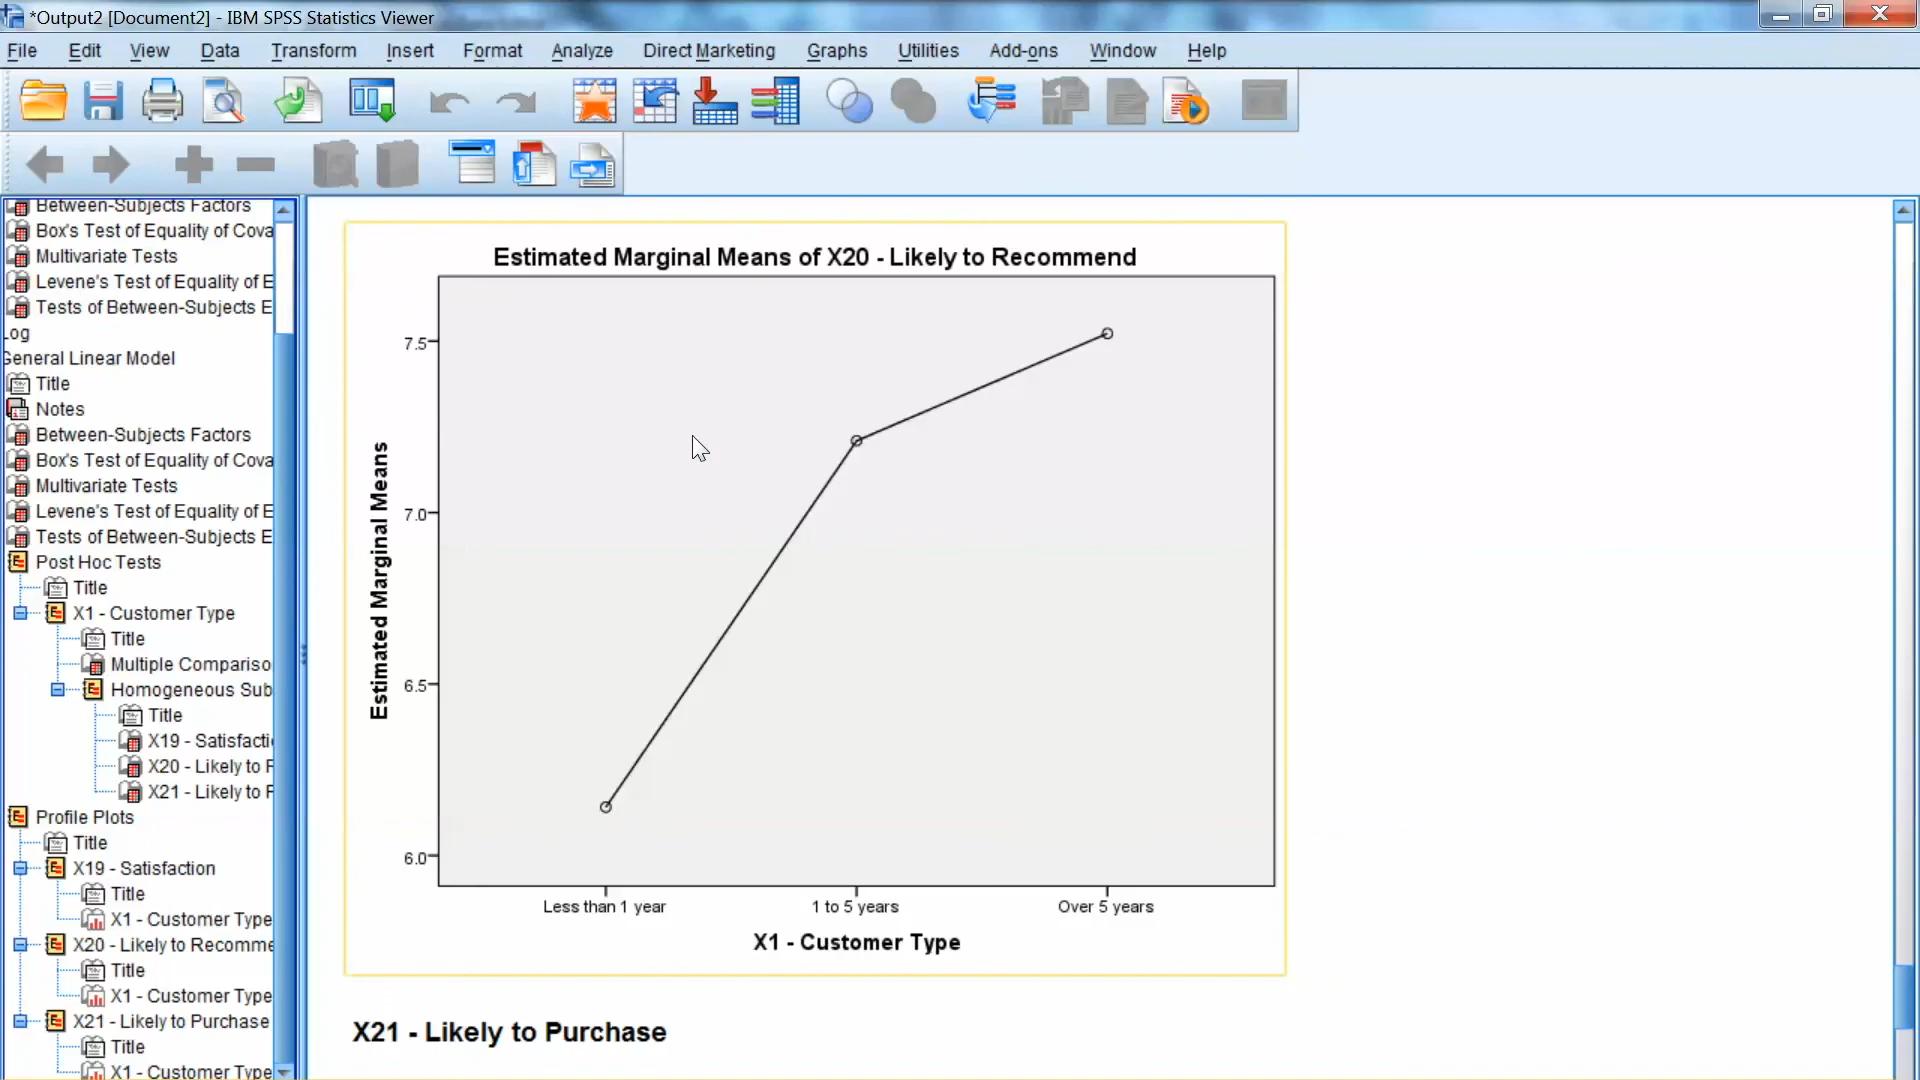 *Output2 [Document2] - IBM SPSS Statistics Viewer
File Edit View Data Transform Insert Format Analyze Direct Marketing Graphs Utilities Add-ons Window Help
Between-Subjects Factors
Box's Test of Equality of Cova
Multivariate Tests
Levene's Test of Equality of E
Tests of Between-Subjects E
Log
General Linear Model
Title
Notes
Between-Subjects Factors
Box's Test of Equality of Cova
Multivariate Tests
Levene's Test of Equality of E
Tests of Between-Subjects E
Post Hoc Tests
Title
X1 - Customer Type
Title
Multiple Compariso
Homogeneous Sub
Title
X19 - Satisfacti
X20 - Likely to F
X21 - Likely to F
Profile Plots
Title
X19 - Satisfaction
Title
X1 - Customer Type
X20 - Likely to Recomme
Title
X1 - Customer Type
X21 - Likely to Purchase
Title
X1 - Customer Type
Estimated Marginal Means of X20 - Likely to Recommend
Estimated Marginal Means
7.5
7.0
6.5
6.0
Less than 1 year 1 to 5 years Over 5 years
X1 - Customer Type
X21 - Likely to Purchase